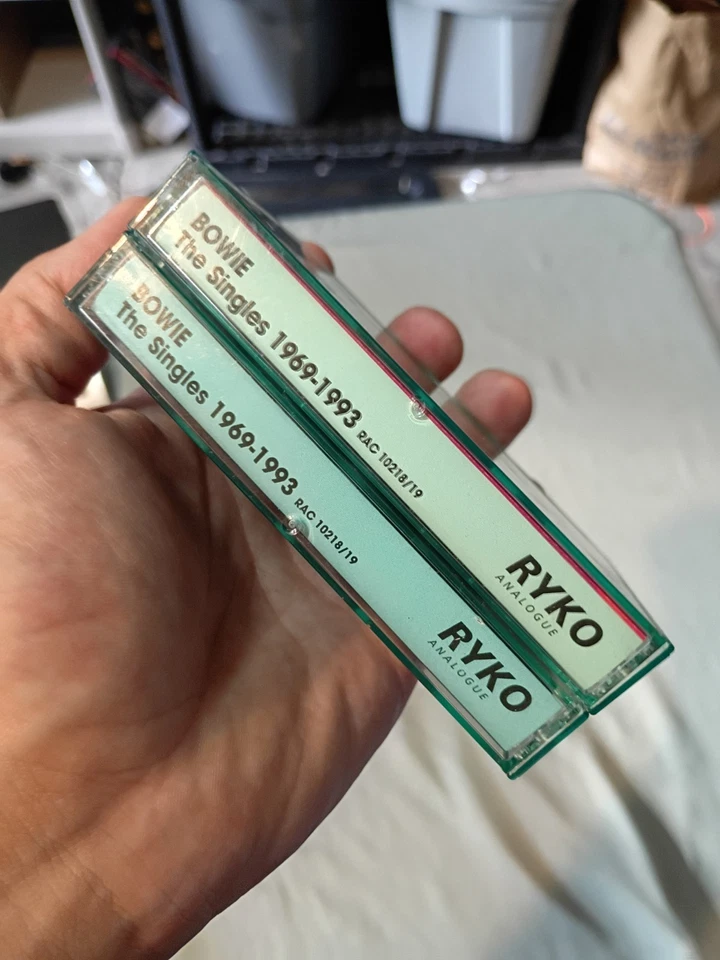 BOWIE
The Singles 1969-1993 RAC 10218/19
RYKO
ANALOGUE
BOWIE
The Singles 1969-1993 RAC 10218/19
RYKO
ANALOGUE